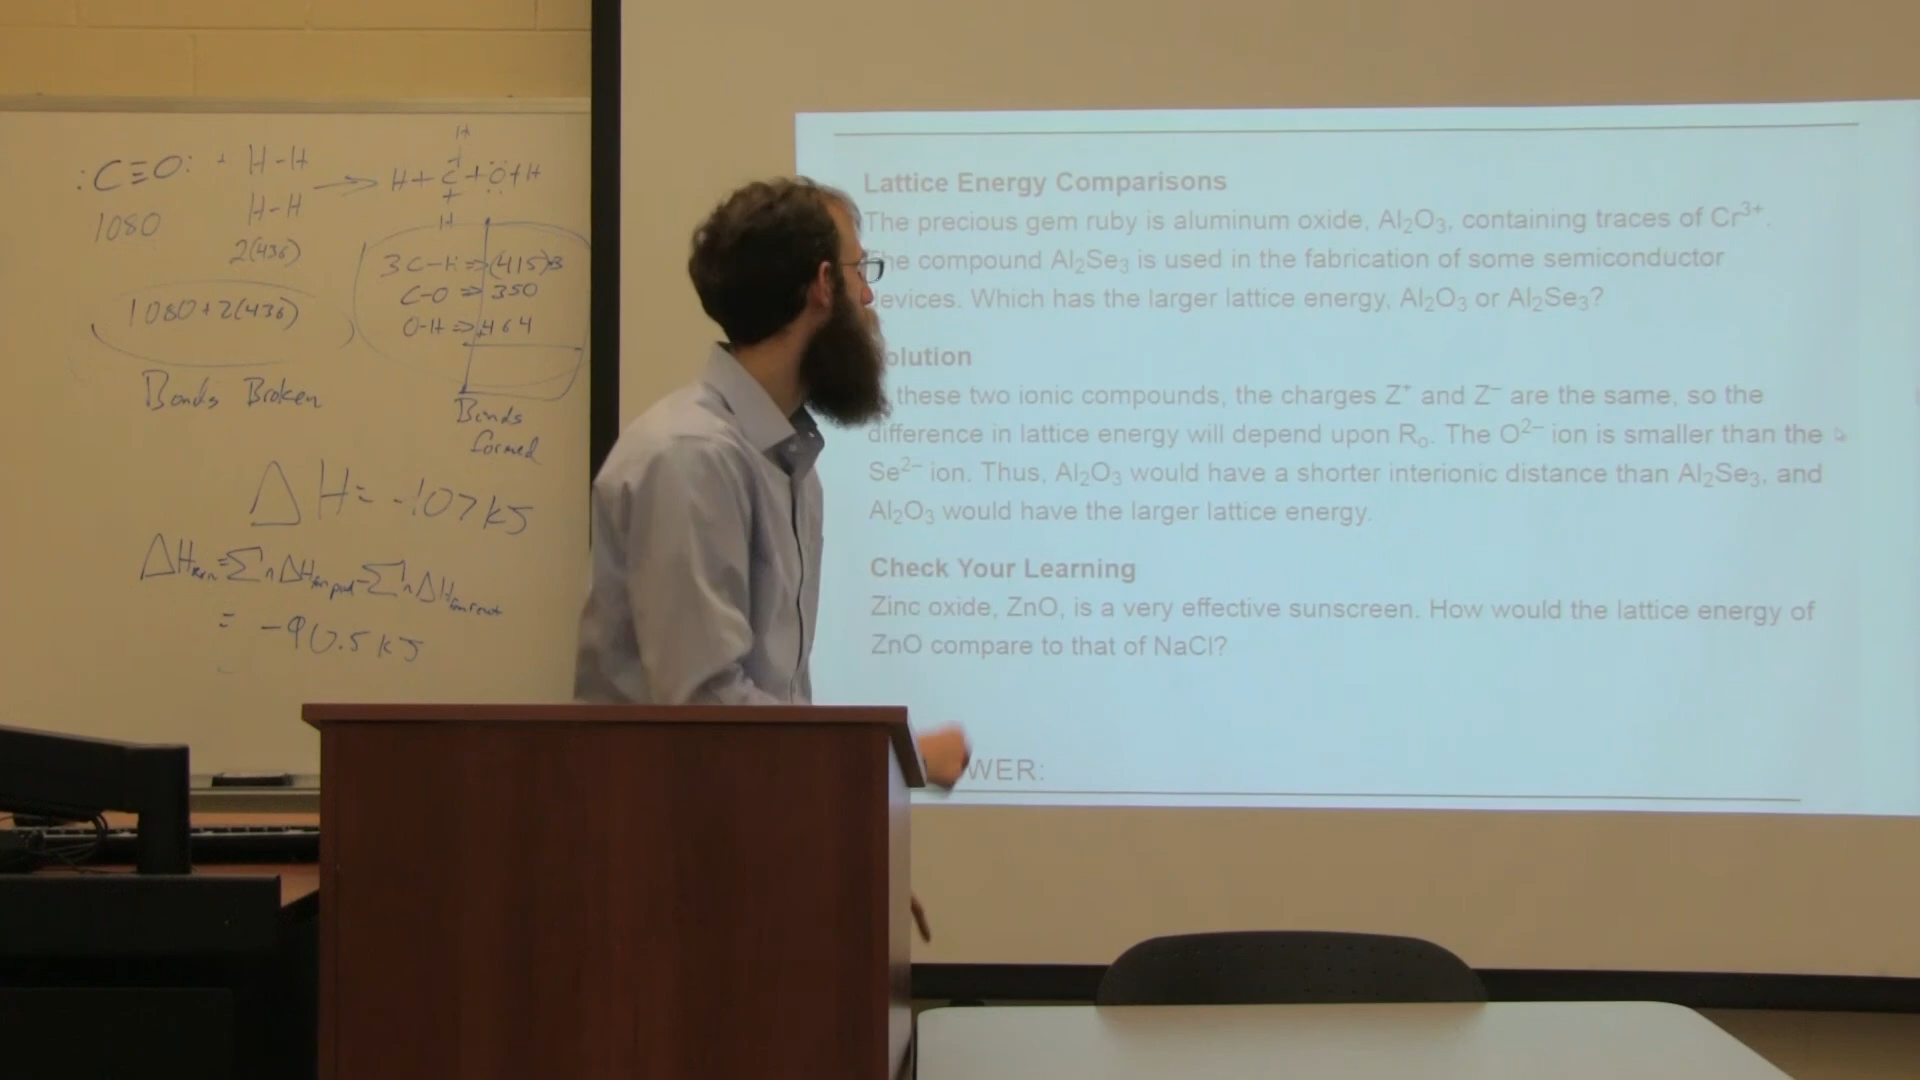 :C≡O: + H-H
H-H
→ H+C+Ö+H
H
H
1080
2(436)
1080+2(436)
Bonds Broken
3 C-H ⇒ (415)3
C-O ⇒ 350
O-H ⇒ 464
Bonds
formed
ΔH = -107 kJ
= -90.5 kJ
Lattice Energy Comparisons
The precious gem ruby is aluminum oxide, Al₂O₃, containing traces of Cr³⁺.
The compound Al₂Se₃ is used in the fabrication of some semiconductor
devices. Which has the larger lattice energy, Al₂O₃ or Al₂Se₃?
olution
these two ionic compounds, the charges Z⁺ and Z⁻ are the same, so the
difference in lattice energy will depend upon R₀. The O²⁻ ion is smaller than the
Se²⁻ ion. Thus, Al₂O₃ would have a shorter interionic distance than Al₂Se₃, and
Al₂O₃ would have the larger lattice energy.
Check Your Learning
Zinc oxide, ZnO, is a very effective sunscreen. How would the lattice energy of
ZnO compare to that of NaCl?
WER: